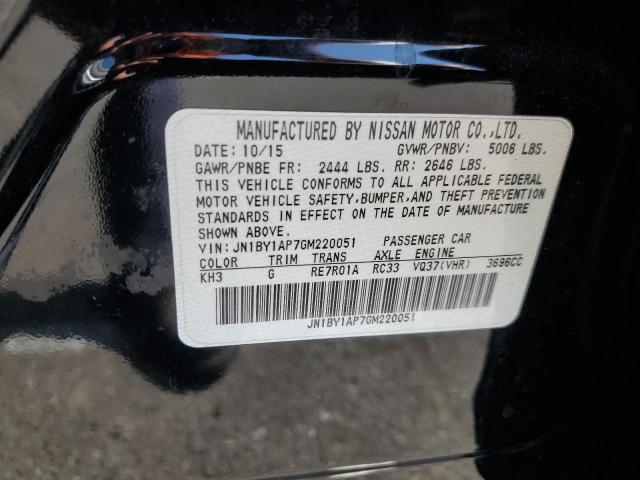 MANUFACTURED BY NISSAN MOTOR CO.,LTD.
DATE: 10/15 GVWR/PNBV: 5006 LBS.
GAWR/PNBE FR: 2444 LBS. RR: 2646 LBS.
THIS VEHICLE CONFORMS TO ALL APPLICABLE FEDERAL
MOTOR VEHICLE SAFETY,BUMPER,AND THEFT PREVENTION
STANDARDS IN EFFECT ON THE DATE OF MANUFACTURE
SHOWN ABOVE.
VIN: JN1BY1AP7GM220051 PASSENGER CAR
COLOR TRIM TRANS AXLE ENGINE
KH3 G RE7R01A RC33 VQ37(VHR) 3696CC
JN1BY1AP7GM220051